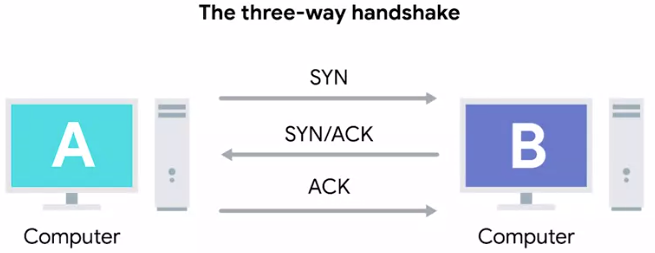 The three-way handshake
SYN
A
SYN/ACK
B
ACK
Computer
Computer